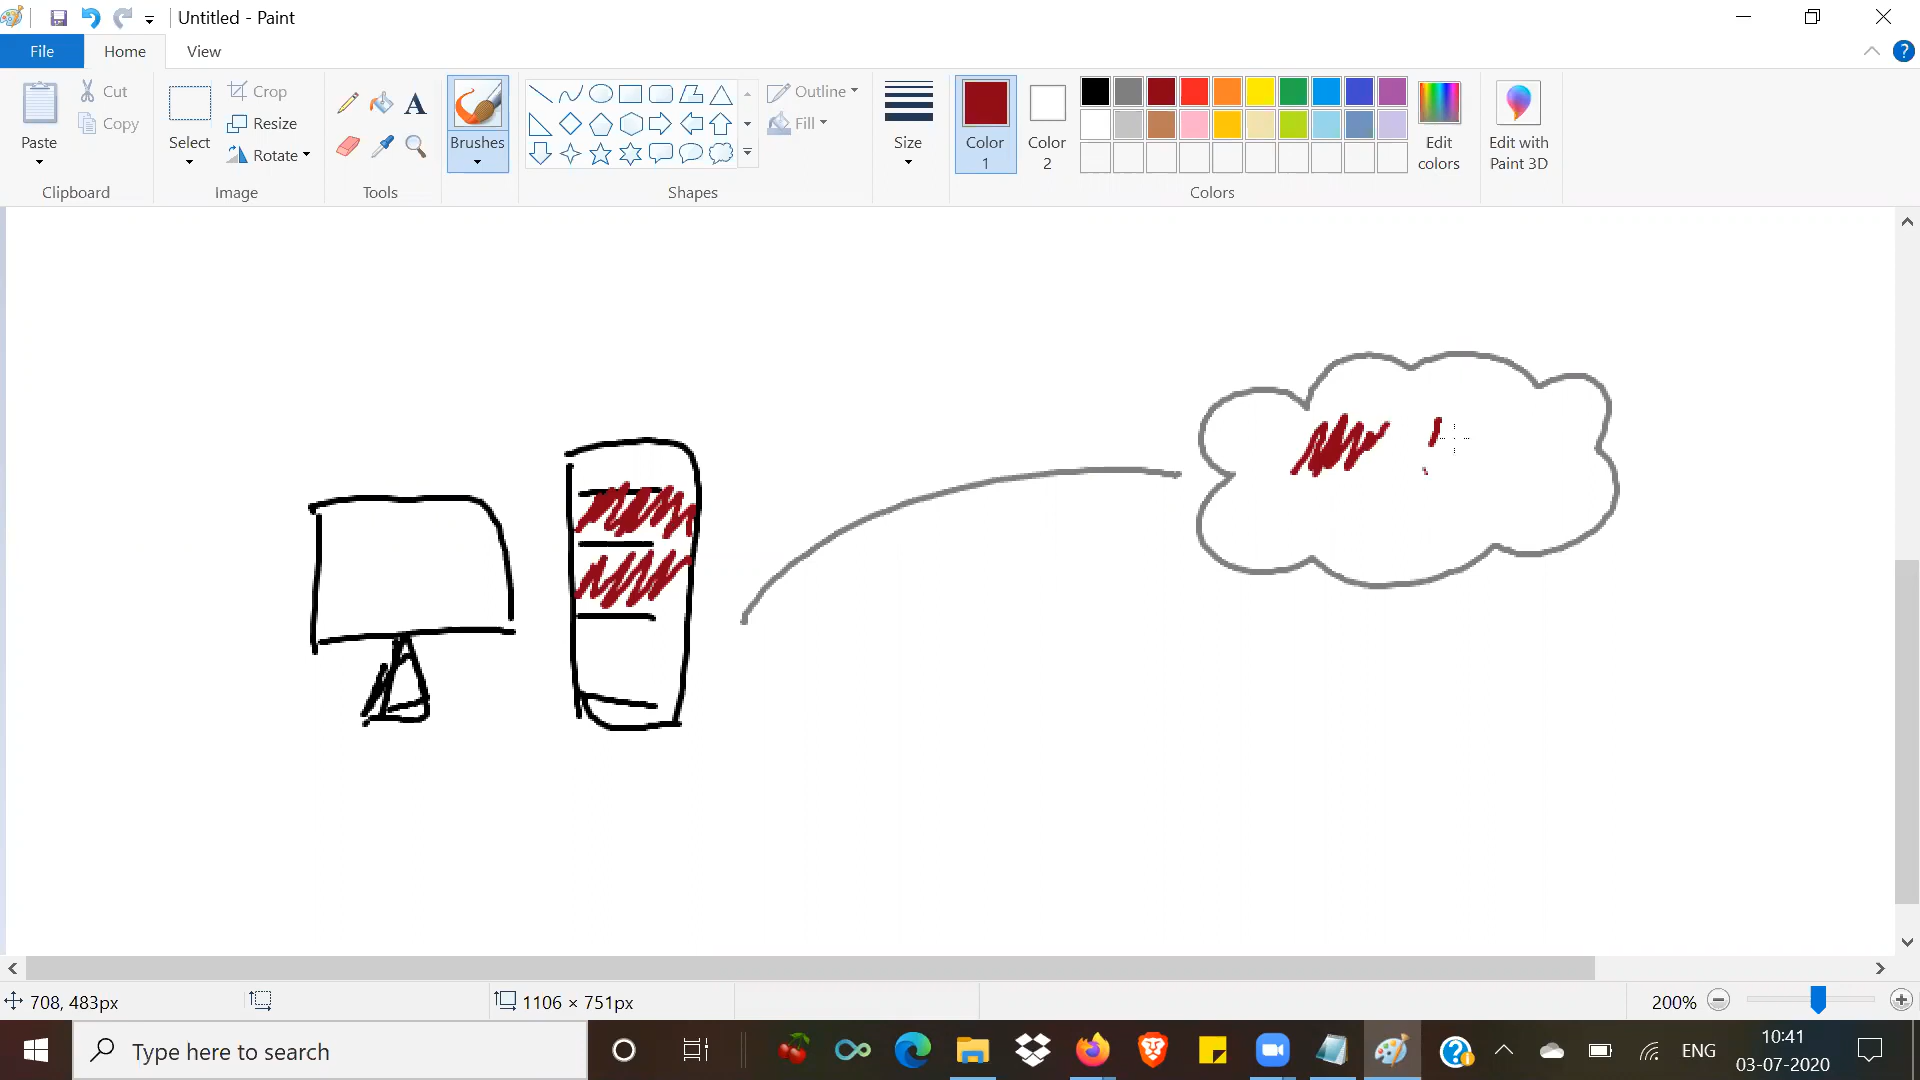 Untitled - Paint
File
Home
View
Paste
Cut
Copy
Clipboard
Select
Crop
Resize
Rotate
Image
A
Tools
Brushes
Shapes
Outline
Fill
Size
Color
1
Color
2
Colors
Edit
colors
Edit with
Paint 3D
?
708, 483px
1106 × 751px
200%
Type here to search
ENG
10:41
03-07-2020